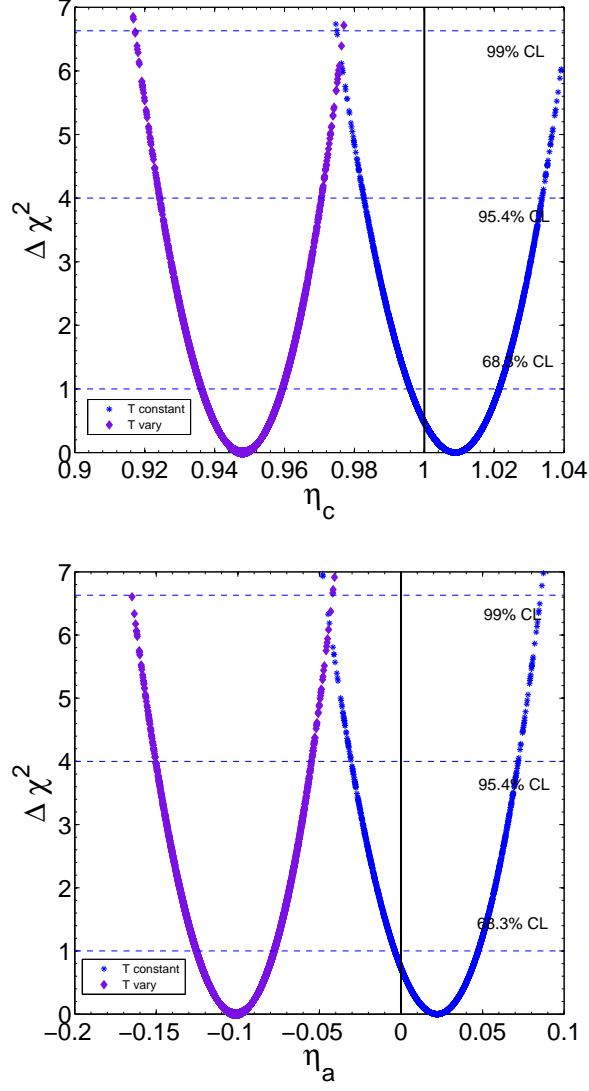 7
6
5
4
3
2
1
0
Δ χ²
99% CL
95.4% CL
68.3% CL
T constant
T vary
0.9 0.92 0.94 0.96 0.98 1 1.02 1.04
η_c
7
6
5
4
3
2
1
0
Δ χ²
99% CL
95.4% CL
68.3% CL
T constant
T vary
−0.2 −0.15 −0.1 −0.05 0 0.05 0.1
η_a